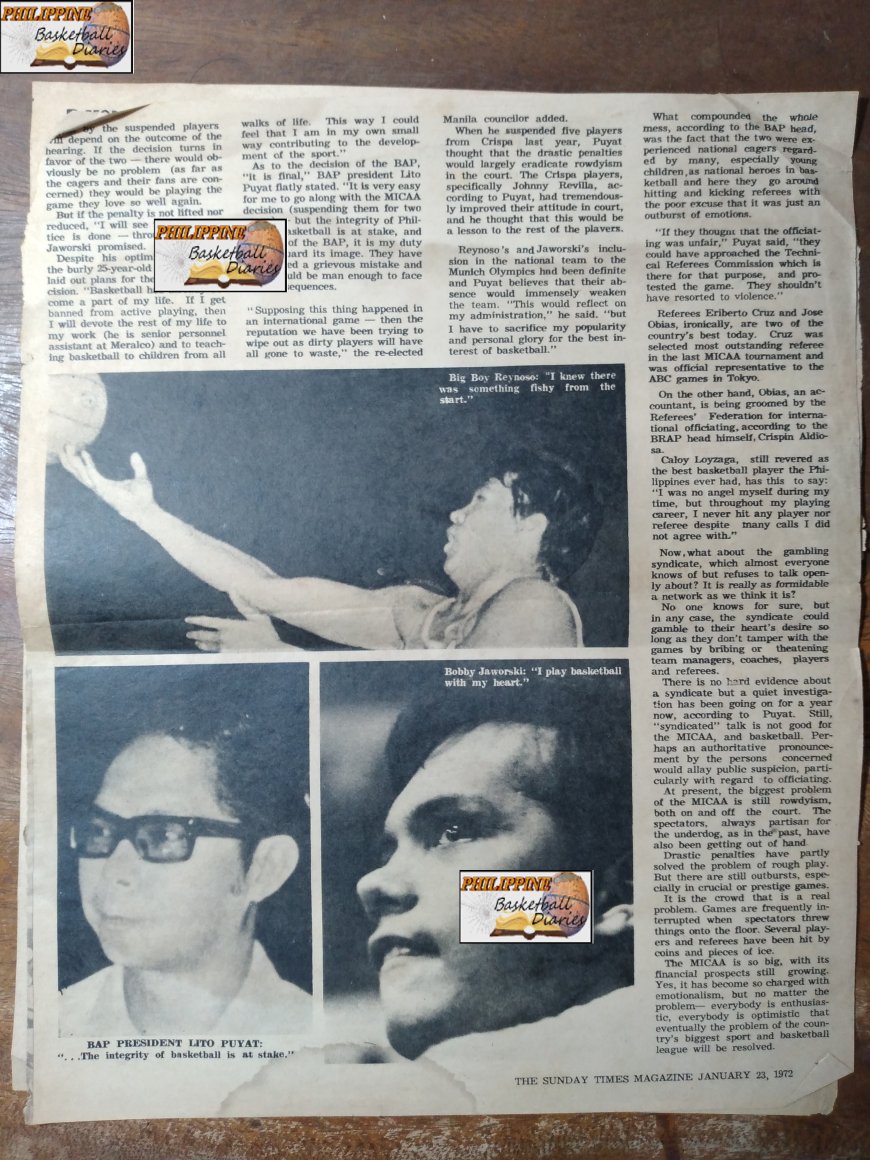 PHILIPPINE
Basketball
Diaries
by the suspended players
depend on the outcome of the
hearing. If the decision turns in
favor of the two — there would ob-
viously be no problem (as far as
the cagers and their fans are con-
cerned) they would be playing the
game they love so well again.
But if the penalty is not lifted nor
reduced, "I will see
tice is done —
Jaworski promised.
Despite his
the burly 25-year-old
laid out plans for the
cision. "Basketball
come a part of my life. If I get
banned from active playing, then
I will devote the rest of my life to
my work (he is senior personnel
assistant at Meralco) and to teach-
ing basketball to children from all
walks of life. This way I could
feel that I am in my own small
way contributing to the develop-
ment of the sport."
As to the decision of the BAP,
"It is final," BAP president Lito
Puyat flatly stated. "It is very easy
for me to go along with the MICAA
decision (suspending them for two
but the integrity of Phil-
is at stake, and
of the BAP, it is my duty
its image. They have
a grievous mistake and
be man enough to face
PHILIPPINE
Basketball
Diaries
"Supposing this thing happened in
an international game — then the
reputation we have been trying to
wipe out as dirty players will have
all gone to waste," the re-elected
Manila councilor added.
When he suspended five players
from Crispa last year, Puyat
thought that the drastic penalties
would largely eradicate rowdyism
in the court. The Crispa players,
specifically Johnny Revilla, ac-
cording to Puyat, had tremendous-
ly improved their attitude in court,
and he thought that this would be
a lesson to the rest of the players.
Reynoso's and Jaworski's inclu-
sion in the national team to the
Munich Olympics had been definite
and Puyat believes that their ab-
sence would immensely weaken
the team. "This would reflect on
my administration," he said. "but
I have to sacrifice my popularity
and personal glory for the best in-
terest of basketball."
What compounded the whole
mess, according to the BAP head,
was the fact that the two were ex-
perienced national cagers regard-
ed by many, especially young
children, as national heroes in bas-
ketball and here they go around
hitting and kicking referees with
the poor excuse that it was just an
outburst of emotions.
"If they thought that the officiat-
ing was unfair," Puyat said, "they
could have approached the Techni-
cal Referees Commission which is
there for that purpose, and pro-
tested the game. They shouldn't
have resorted to violence."
Referees Eriberto Cruz and Jose
Obias, ironically, are two of the
country's best today. Cruz was
selected most outstanding referee
in the last MICAA tournament and
was official representative to the
ABC games in Tokyo.
On the other hand, Obias, an ac-
countant, is being groomed by the
Referees' Federation for interna-
tional officiating, according to the
BRAP head himself, Crispin Aldio-
sa.
Caloy Loyzaga, still revered as
the best basketball player the Phi-
lippines ever had, has this to say:
"I was no angel myself during my
time, but throughout my playing
career, I never hit any player nor
referee despite many calls I did
not agree with."
Now, what about the gambling
syndicate, which almost everyone
knows of but refuses to talk open-
ly about? It is really as formidable
a network as we think it is?
No one knows for sure, but
in any case, the syndicate could
gamble to their heart's desire so
long as they don't tamper with the
games by bribing or theatening
team managers, coaches, players
and referees.
There is no hard evidence about
a syndicate but a quiet investiga-
tion has been going on for a year
now, according to Puyat. Still,
"syndicated" talk is not good for
the MICAA, and basketball. Per-
haps an authoritative pronounce-
ment by the persons concerned
would allay public suspicion, parti-
cularly with regard to officiating.
At present, the biggest problem
of the MICAA is still rowdyism,
both on and off the court. The
spectators, always partisan for
the underdog, as in the past, have
also been getting out of hand.
Drastic penalties have partly
solved the problem of rough play.
But there are still outbursts, espe-
cially in crucial or prestige games.
It is the crowd that is a real
problem. Games are frequently in-
terrupted when spectators threw
things onto the floor. Several play-
ers and referees have been hit by
coins and pieces of ice.
The MICAA is so big, with its
financial prospects still growing.
Yes, it has become so charged with
emotionalism, but no matter the
problem— everybody is enthusias-
tic, everybody is optimistic that
eventually the problem of the coun-
try's biggest sport and basketball
league will be resolved.
Big Boy Reynoso: "I knew there
was something fishy from the
start."
Bobby Jaworski: "I play basketball
with my heart."
PHILIPPINE
Basketball
Diaries
BAP PRESIDENT LITO PUYAT:
"...The integrity of basketball is at stake."
THE SUNDAY TIMES MAGAZINE JANUARY 23, 1972